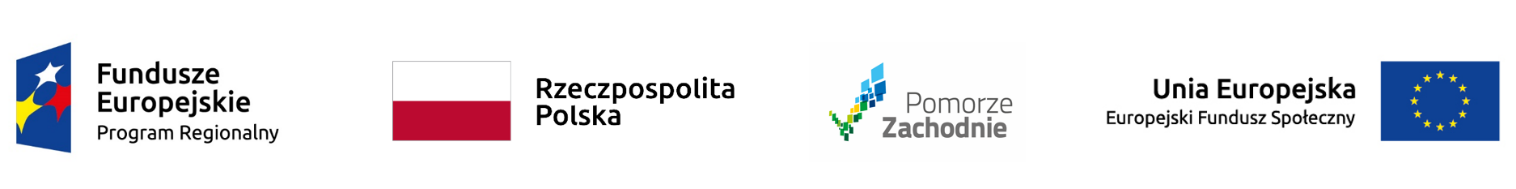 Fundusze
Europejskie
Program Regionalny
Rzeczpospolita
Polska
Pomorze
Zachodnie
Unia Europejska
Europejski Fundusz Społeczny